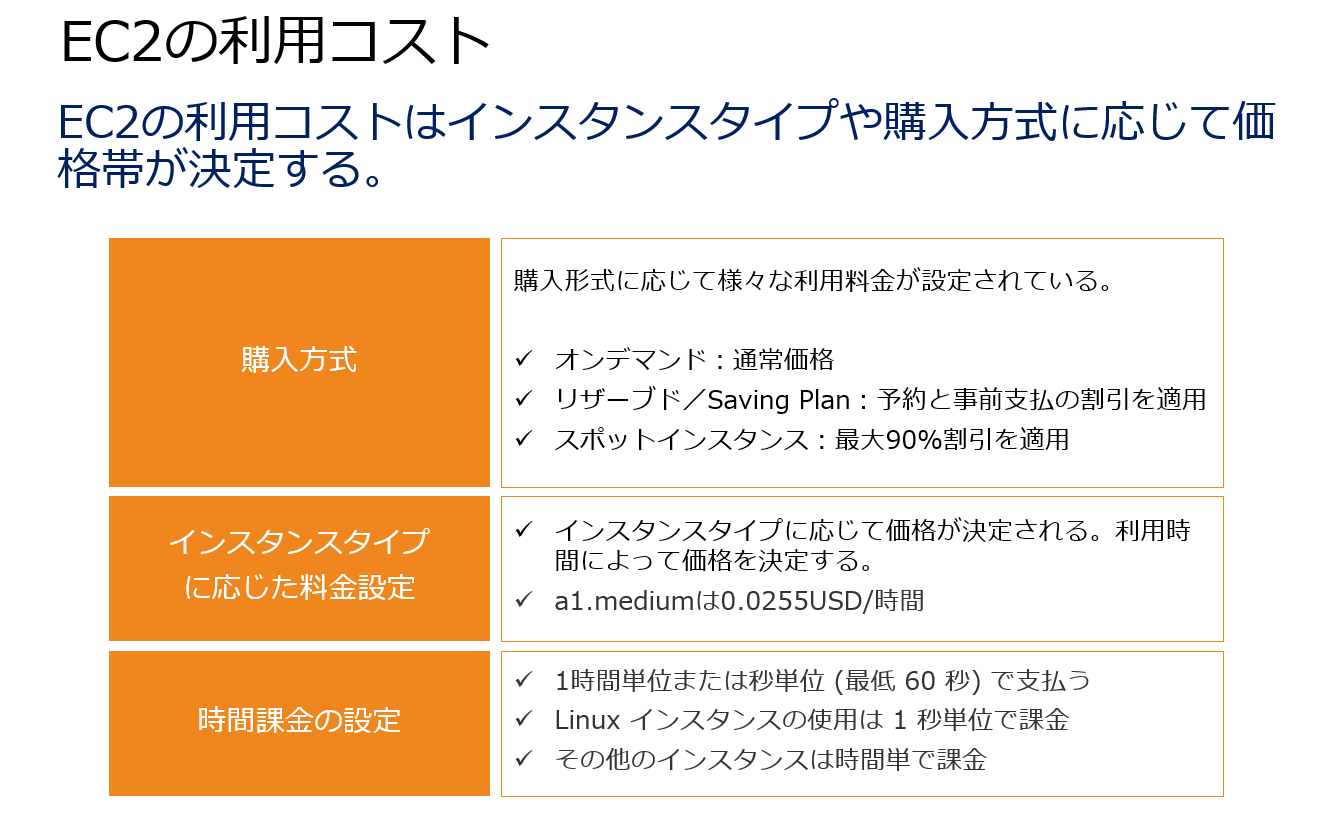 EC2の利用コスト
EC2の利用コストはインスタンスタイプや購入方式に応じて価
格帯が決定する。
購入方式
購入形式に応じて様々な利用料金が設定されている。
✓ オンデマンド：通常価格
✓ リザーブド／Saving Plan：予約と事前支払の割引を適用
✓ スポットインスタンス：最大90%割引を適用
インスタンスタイプ
に応じた料金設定
✓ インスタンスタイプに応じて価格が決定される。利用時
間によって価格を決定する。
✓ a1.mediumは0.0255USD/時間
時間課金の設定
✓ 1時間単位または秒単位 (最低 60 秒) で支払う
✓ Linux インスタンスの使用は 1 秒単位で課金
✓ その他のインスタンスは時間単で課金